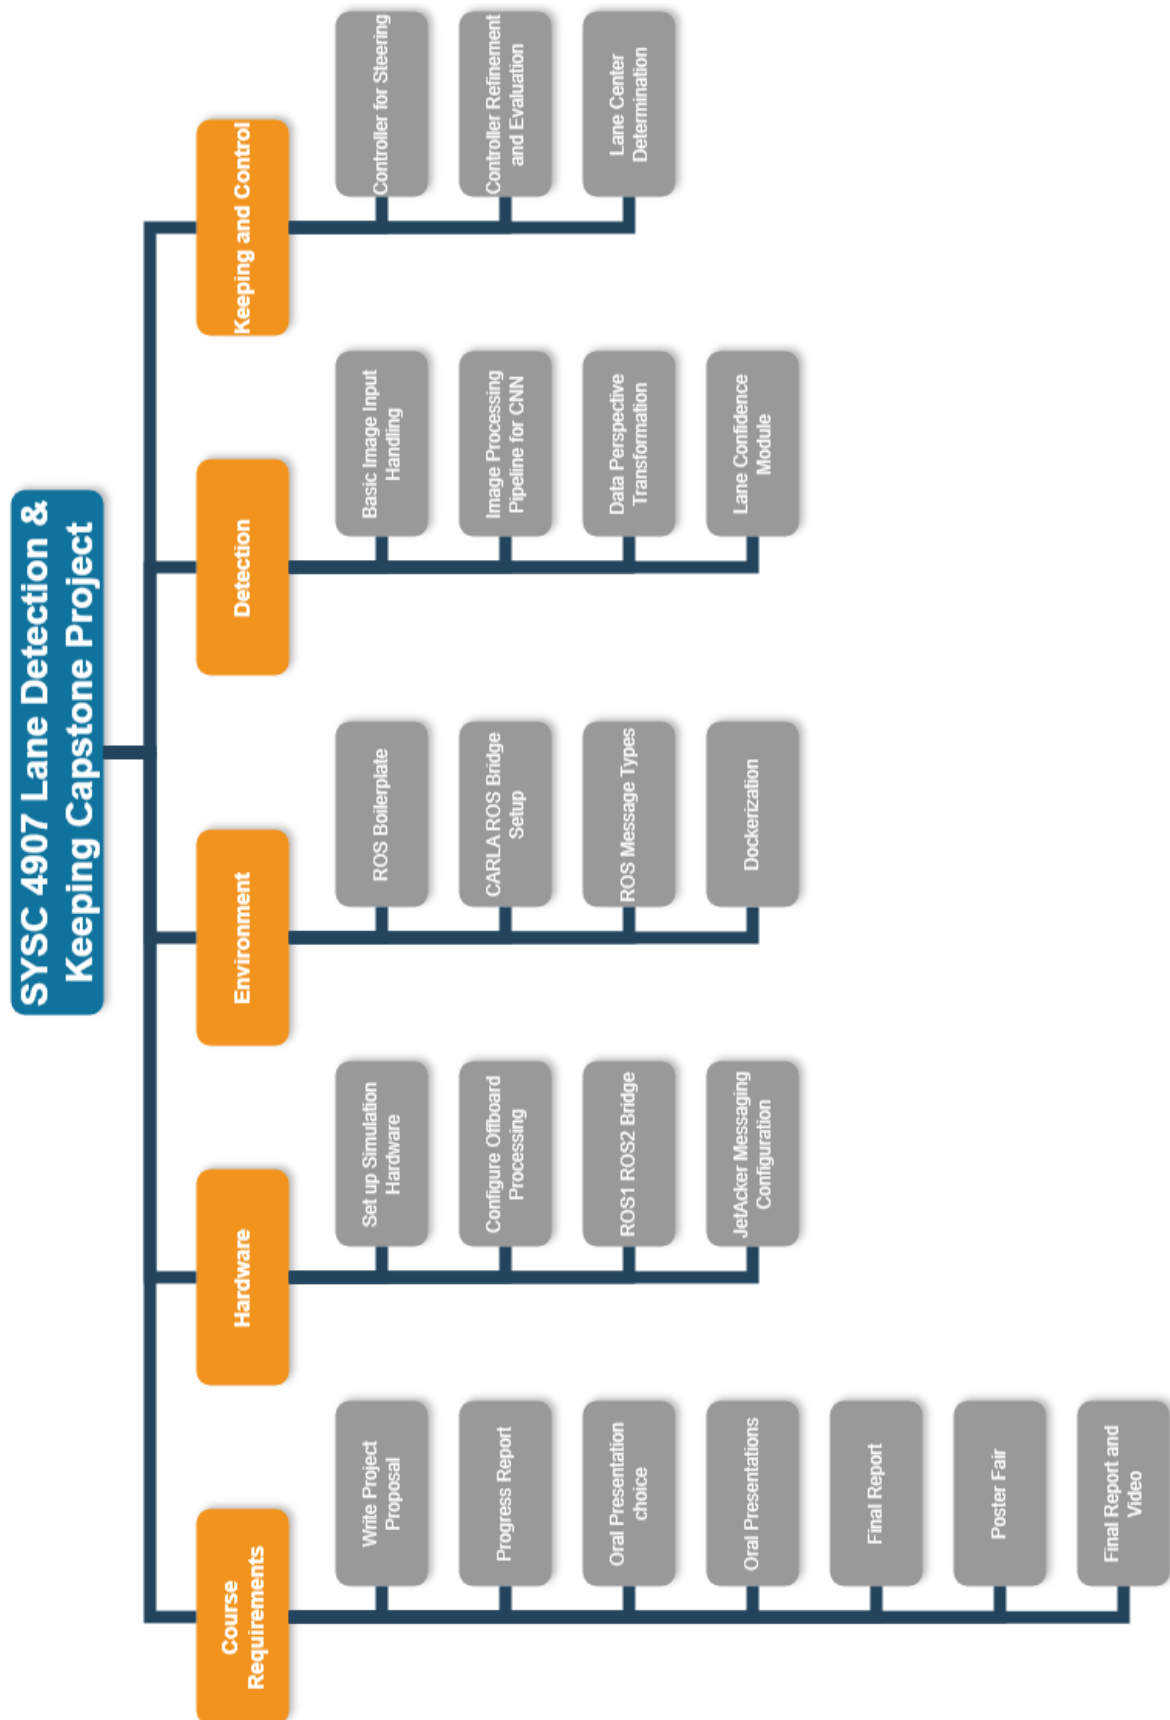 SYSC 4907 Lane Detection &
Keeping Capstone Project
Course
Requirements
Write Project
Proposal
Progress Report
Oral Presentation
choice
Oral Presentations
Final Report
Poster Fair
Final Report and
Video
Hardware
Set up Simulation
Hardware
Configure Offboard
Processing
ROS1 ROS2 Bridge
JetAcker Messaging
Configuration
Environment
ROS Boilerplate
CARLA ROS Bridge
Setup
ROS Message Types
Dockerization
Detection
Basic Image Input
Handling
Image Processing
Pipeline for CNN
Data Perspective
Transformation
Lane Confidence
Module
Keeping and Control
Controller for Steering
Controller Refinement
and Evaluation
Lane Center
Determination